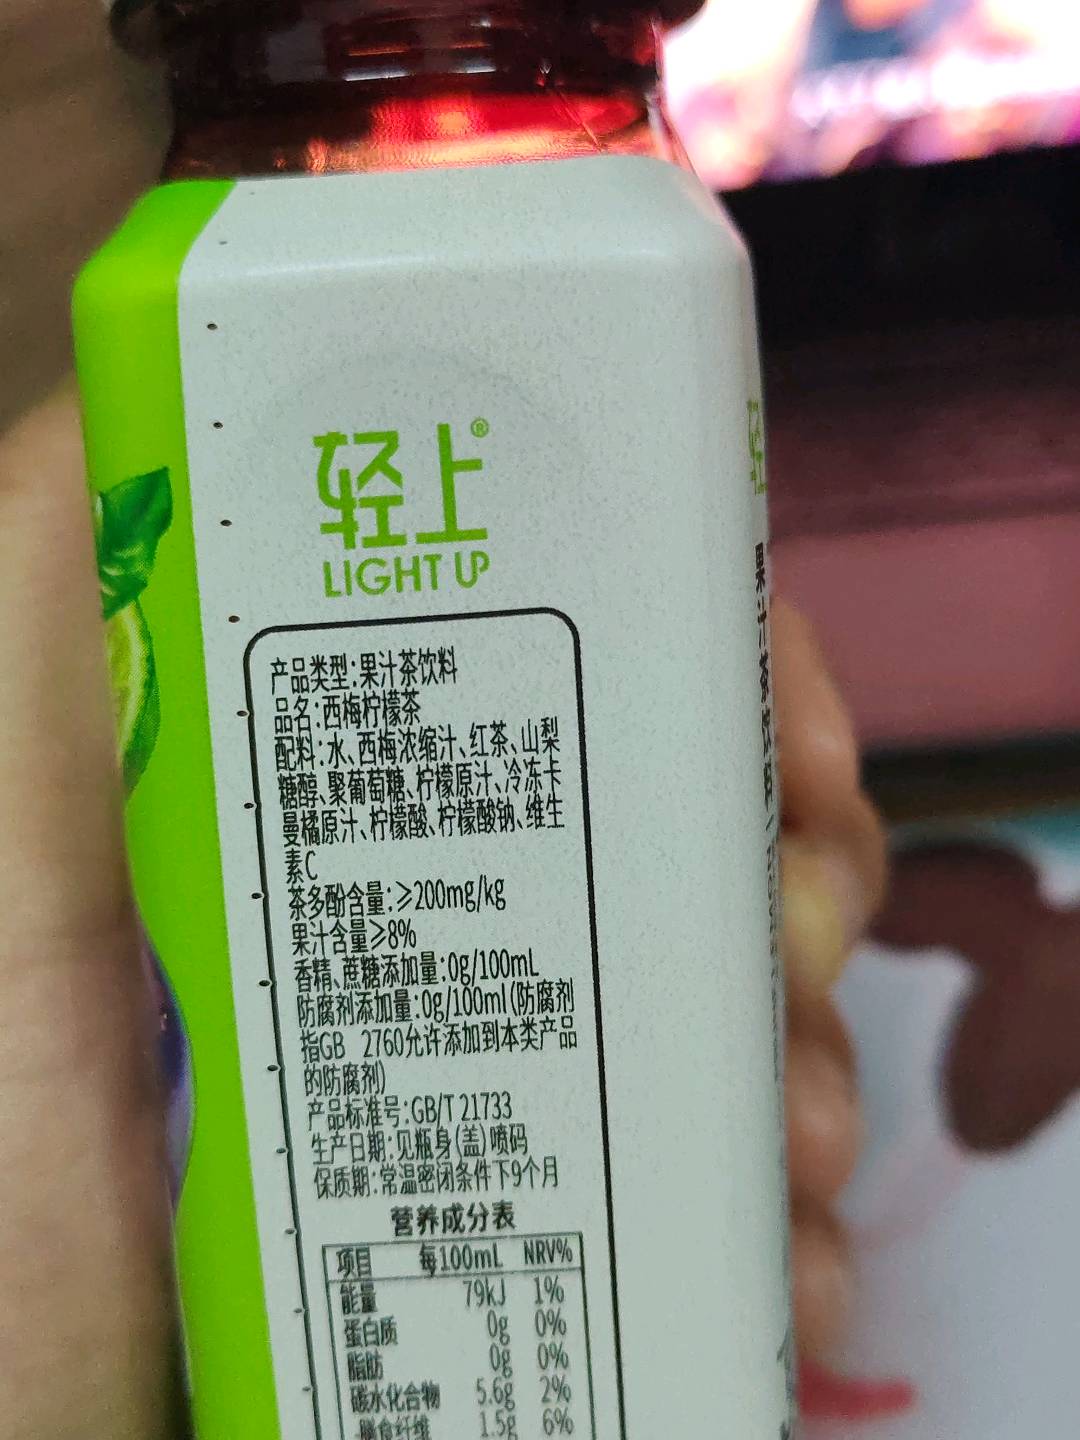 轻上®
LIGHT UP
产品类型:果汁茶饮料
品名:西梅柠檬茶
配料:水、西梅浓缩汁、红茶、山梨
糖醇、聚葡萄糖、柠檬原汁、冷冻卡
曼橘原汁、柠檬酸、柠檬酸钠、维生
素C
茶多酚含量:≥200mg/kg
果汁含量≥8%
香精、蔗糖添加量:0g/100mL
防腐剂添加量:0g/100ml(防腐剂
指GB 2760允许添加到本类产品
的防腐剂)
产品标准号:GB/T 21733
生产日期:见瓶身(盖)喷码
保质期:常温密闭条件下9个月
营养成分表
项目 每100mL NRV%
能量 79kJ 1%
蛋白质 0g 0%
脂肪 0g 0%
碳水化合物 5.6g 2%
-膳食纤维 1.5g 6%
果汁茶饮料